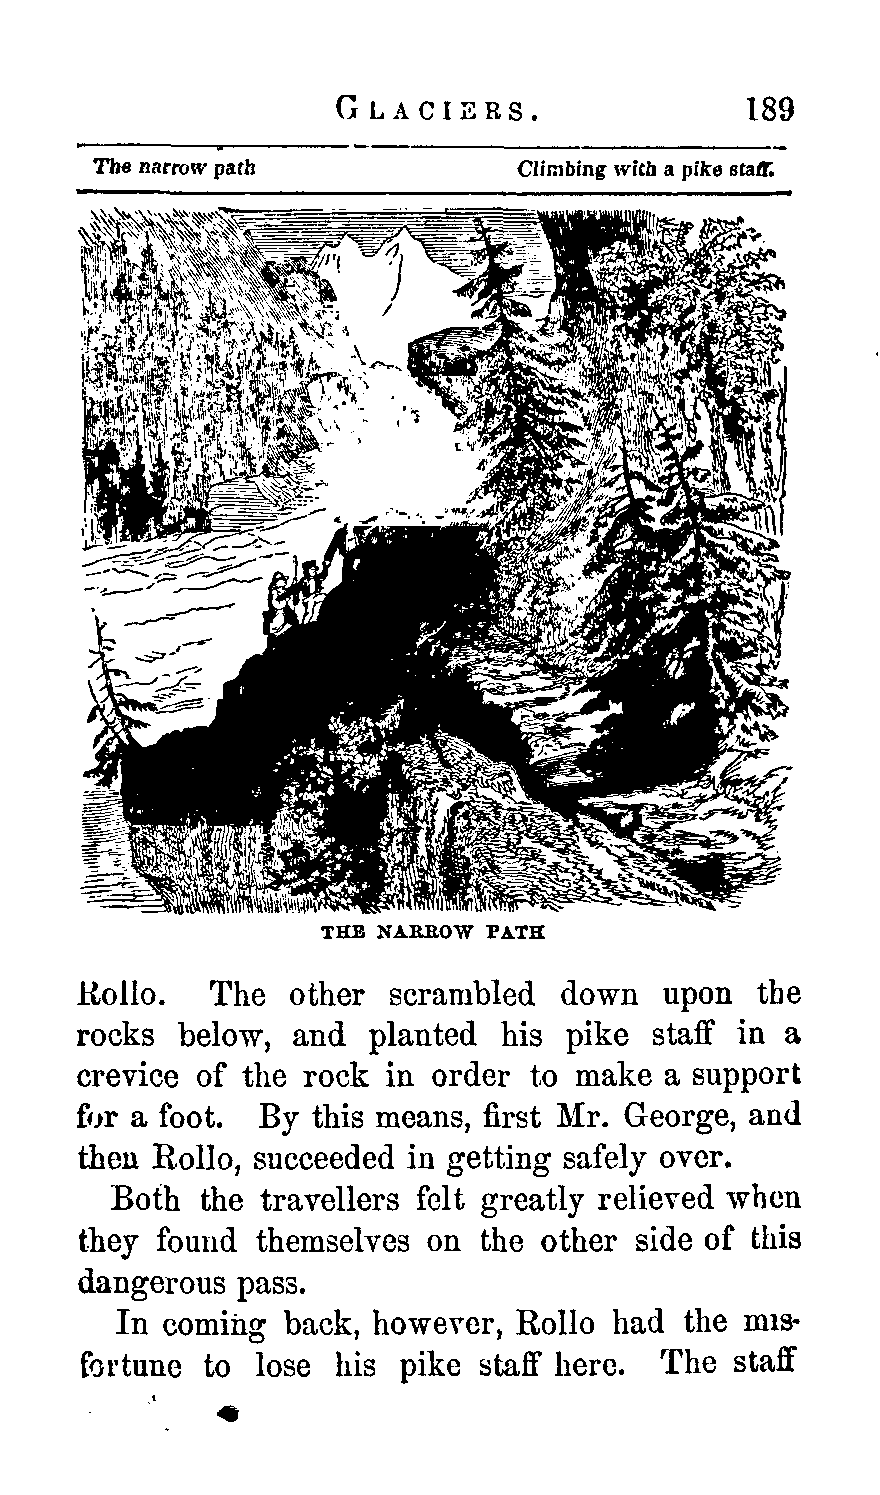 GLACIERS. 189
The narrow path Climbing with a pike staff.
THE NARROW PATH
Rollo. The other scrambled down upon the
rocks below, and planted his pike staff in a
crevice of the rock in order to make a support
for a foot. By this means, first Mr. George, and
then Rollo, succeeded in getting safely over.
Both the travellers felt greatly relieved when
they found themselves on the other side of this
dangerous pass.
In coming back, however, Rollo had the mis-
fortune to lose his pike staff here. The staff